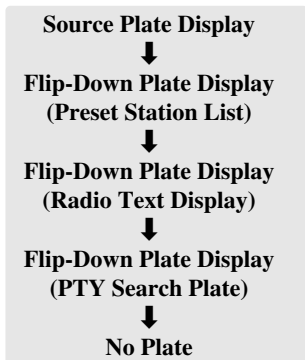 Source Plate Display
Flip-Down Plate Display
(Preset Station List)
Flip-Down Plate Display
(Radio Text Display)
Flip-Down Plate Display
(PTY Search Plate)
No Plate